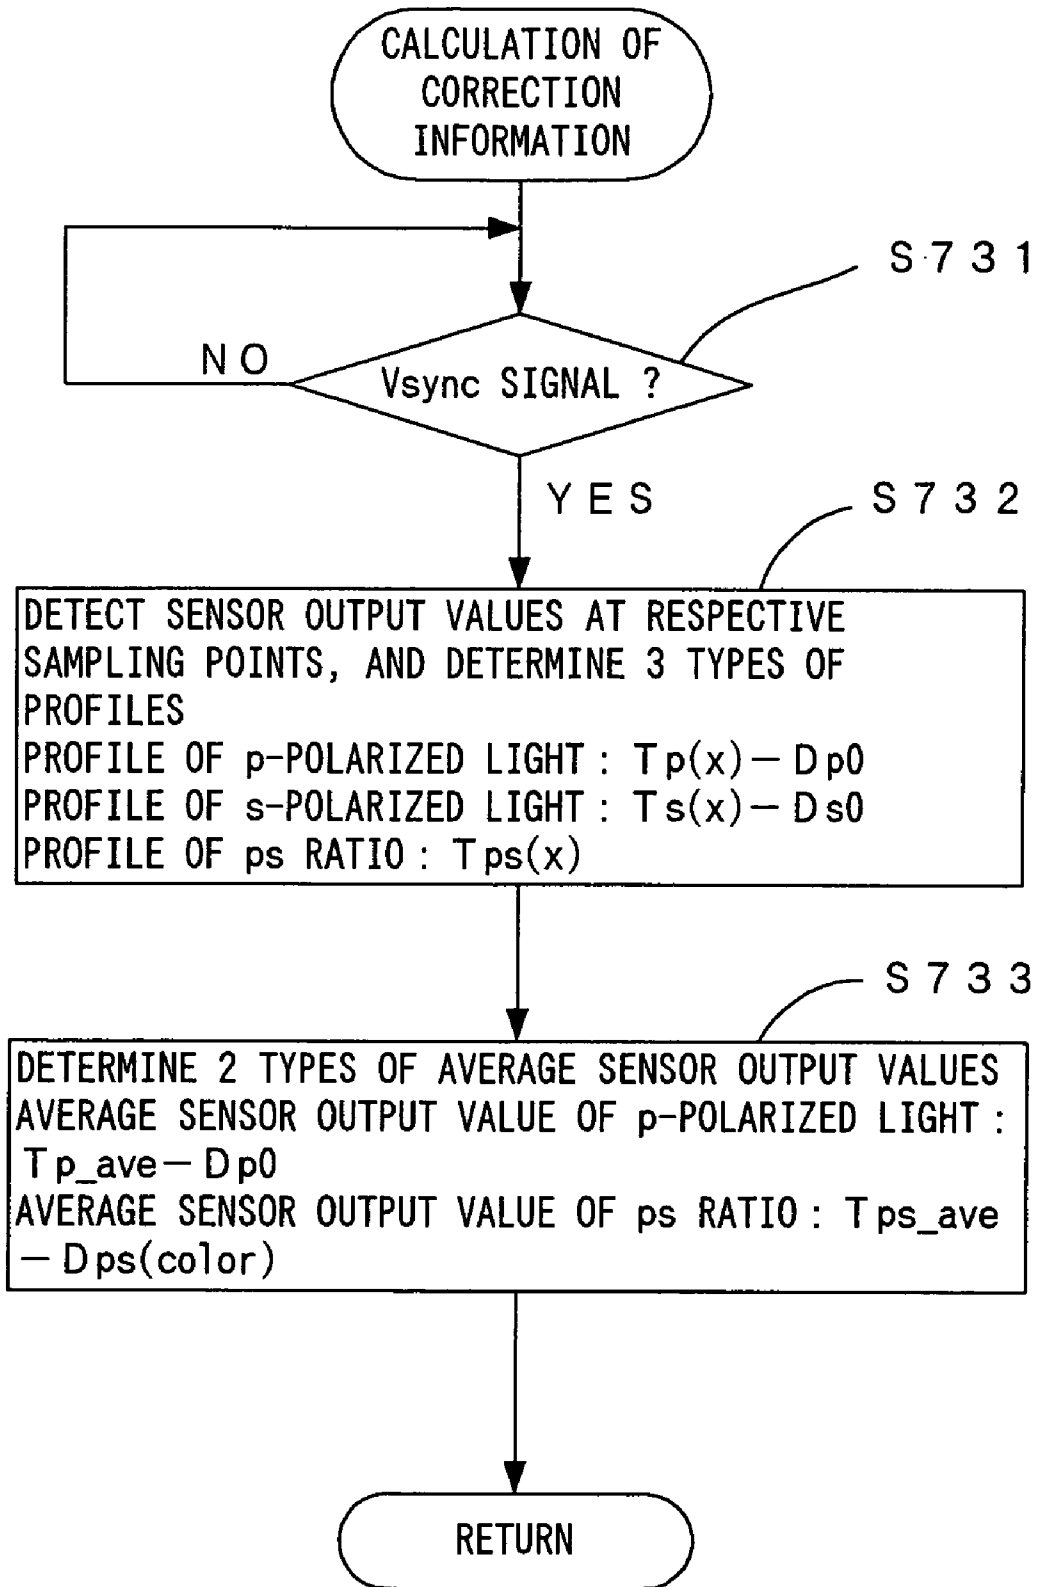 CALCULATION OF
CORRECTION
INFORMATION
S731
NO
Vsync SIGNAL ?
YES
S732
DETECT SENSOR OUTPUT VALUES AT RESPECTIVE
SAMPLING POINTS, AND DETERMINE 3 TYPES OF
PROFILES
PROFILE OF p-POLARIZED LIGHT : Tp(x)－Dp0
PROFILE OF s-POLARIZED LIGHT : Ts(x)－Ds0
PROFILE OF ps RATIO : Tps(x)
S733
DETERMINE 2 TYPES OF AVERAGE SENSOR OUTPUT VALUES
AVERAGE SENSOR OUTPUT VALUE OF p-POLARIZED LIGHT :
Tp_ave－Dp0
AVERAGE SENSOR OUTPUT VALUE OF ps RATIO : Tps_ave
－Dps(color)
RETURN